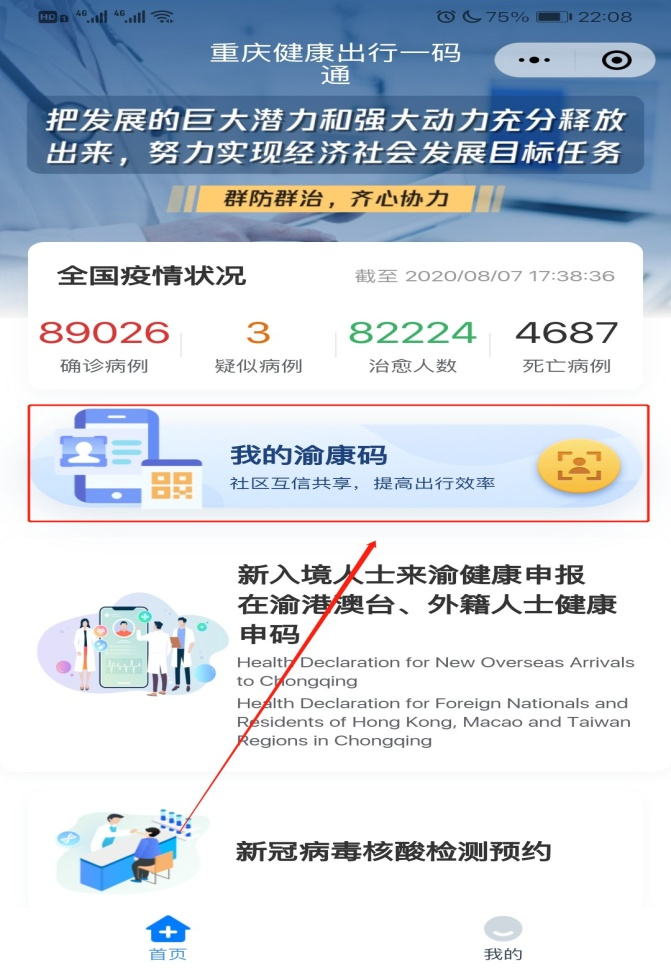 HD 4G 4G 75% 22:08
重庆健康出行一码
通
把发展的巨大潜力和强大动力充分释放
出来，努力实现经济社会发展目标任务
群防群治，齐心协力
全国疫情状况 截至 2020/08/07 17:38:36
89026 3 82224 4687
确诊病例 疑似病例 治愈人数 死亡病例
我的渝康码
社区互信共享，提高出行效率
新入境人士来渝健康申报
在渝港澳台、外籍人士健康
申码
Health Declaration for New Overseas Arrivals
to Chongqing
Health Declaration for Foreign Nationals and
Residents of Hong Kong, Macao and Taiwan
Regions in Chongqing
新冠病毒核酸检测预约
首页 我的